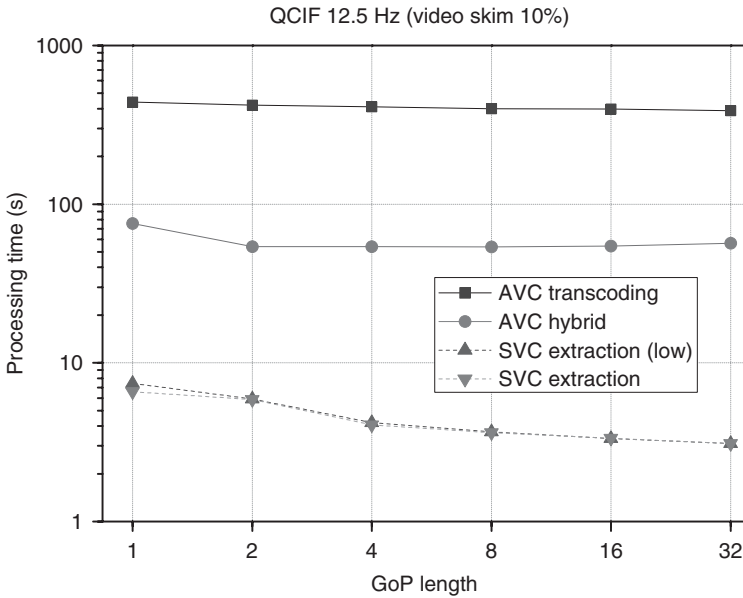 QCIF 12.5 Hz (video skim 10%)
1000
100
10
1
Processing time (s)
AVC transcoding
AVC hybrid
SVC extraction (low)
SVC extraction
1 2 4 8 16 32
GoP length